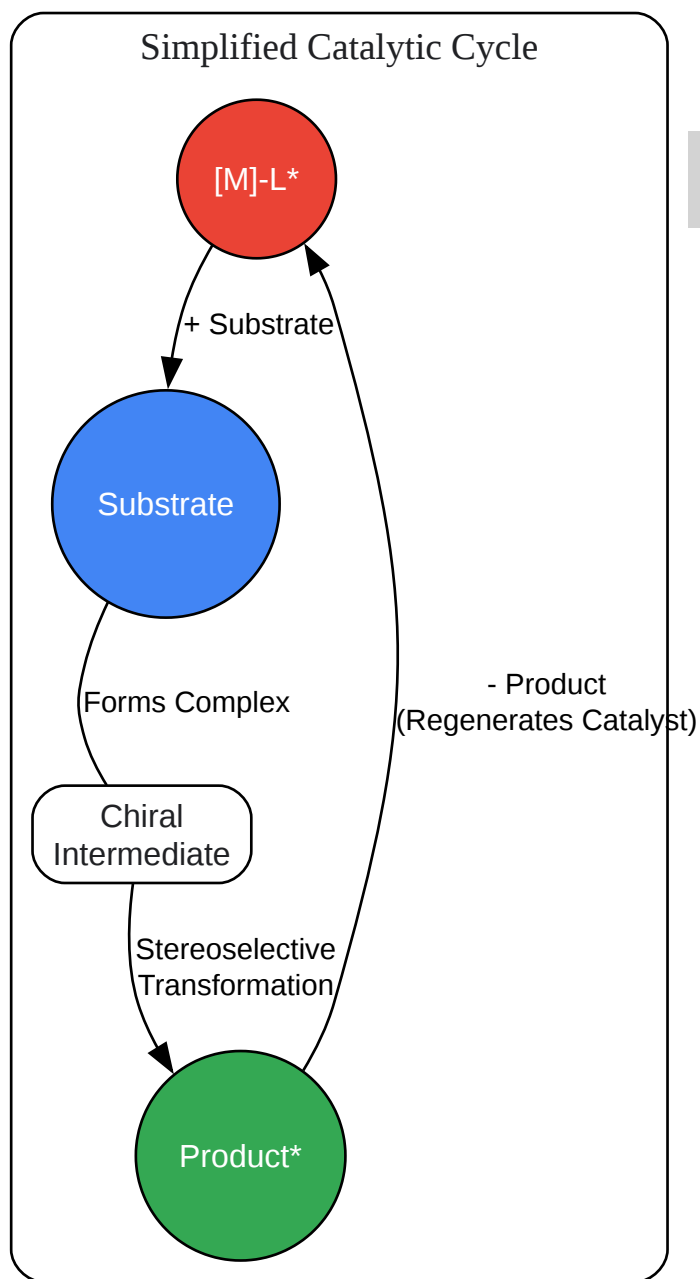 Simplified Catalytic Cycle
[M]-L*
+ Substrate
Substrate
Forms Complex
- Product
(Regenerates Catalyst)
Chiral
Intermediate
Stereoselective
Transformation
Product*